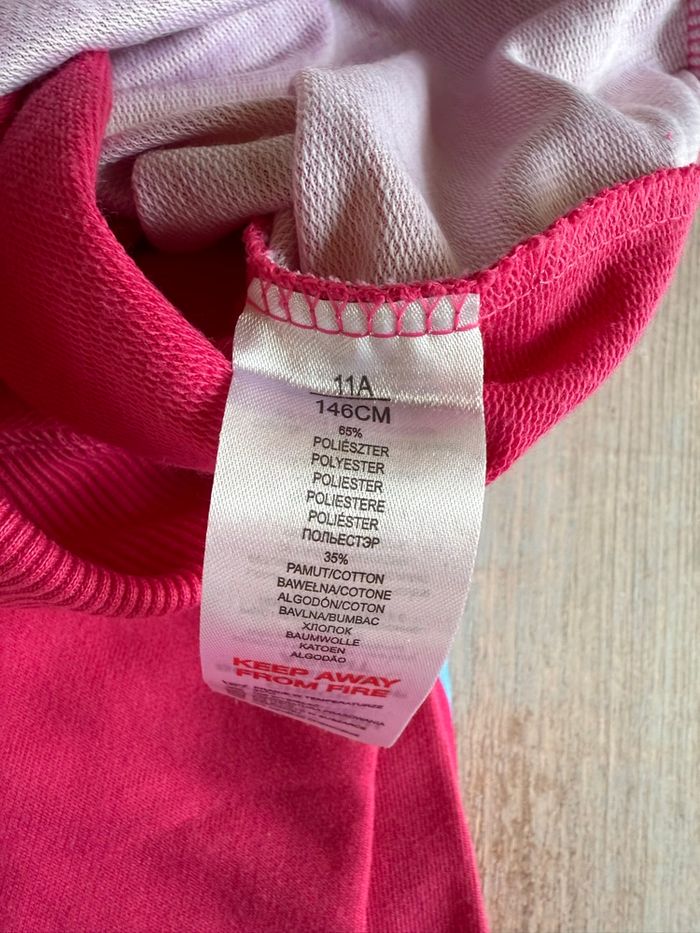 11A
146CM
65%
POLIÉSZTER
POLYESTER
POLIESTER
POLIESTERE
POLIÉSTER
ПОЛЬЕСТЭР
35%
PAMUT/COTTON
BAWEŁNA/COTONE
ALGODÓN/COTON
BAVLNA/BUMBAC
ХЛОПОК
BAUMWOLLE
KATOEN
ALGODÃO
KEEP AWAY
FROM FIRE
W TEMPERATURZE